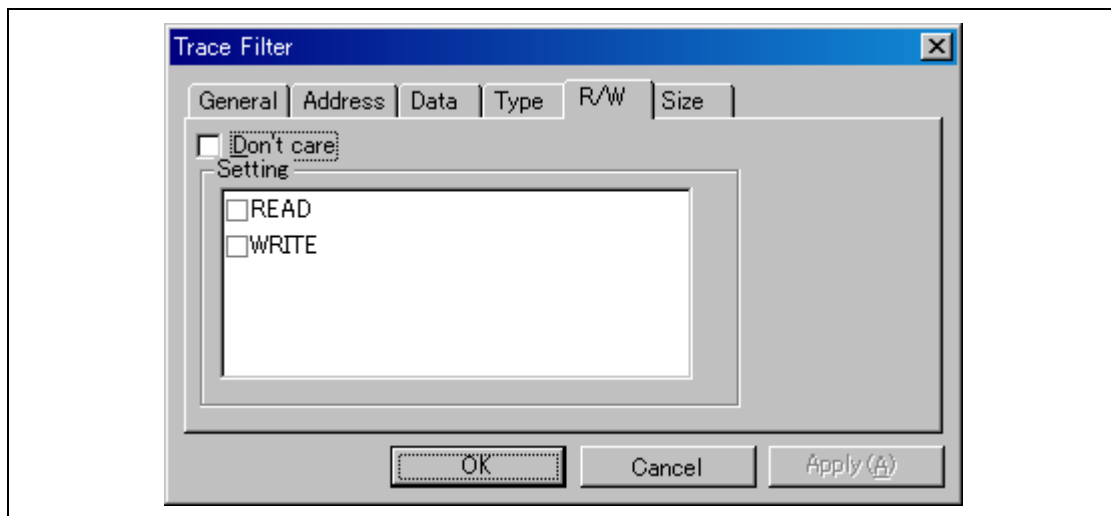 Trace Filter
General Address Data Type R/W Size
Don't care
Setting
READ
WRITE
OK Cancel Apply(A)